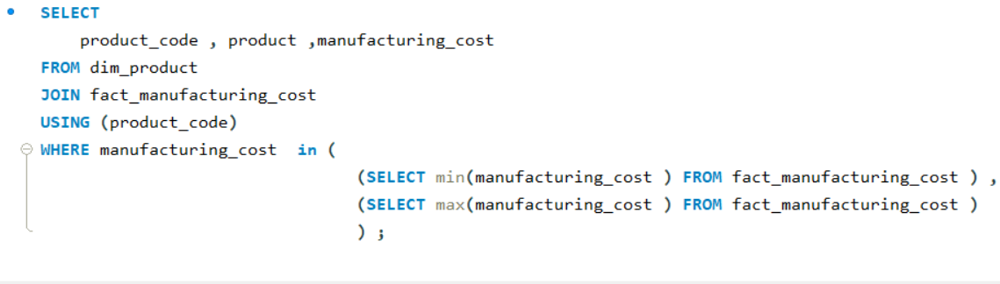 SELECT
product_code , product ,manufacturing_cost
FROM dim_product
JOIN fact_manufacturing_cost
USING (product_code)
WHERE manufacturing_cost  in (
(SELECT min(manufacturing_cost ) FROM fact_manufacturing_cost ) ,
(SELECT max(manufacturing_cost ) FROM fact_manufacturing_cost )
) ;